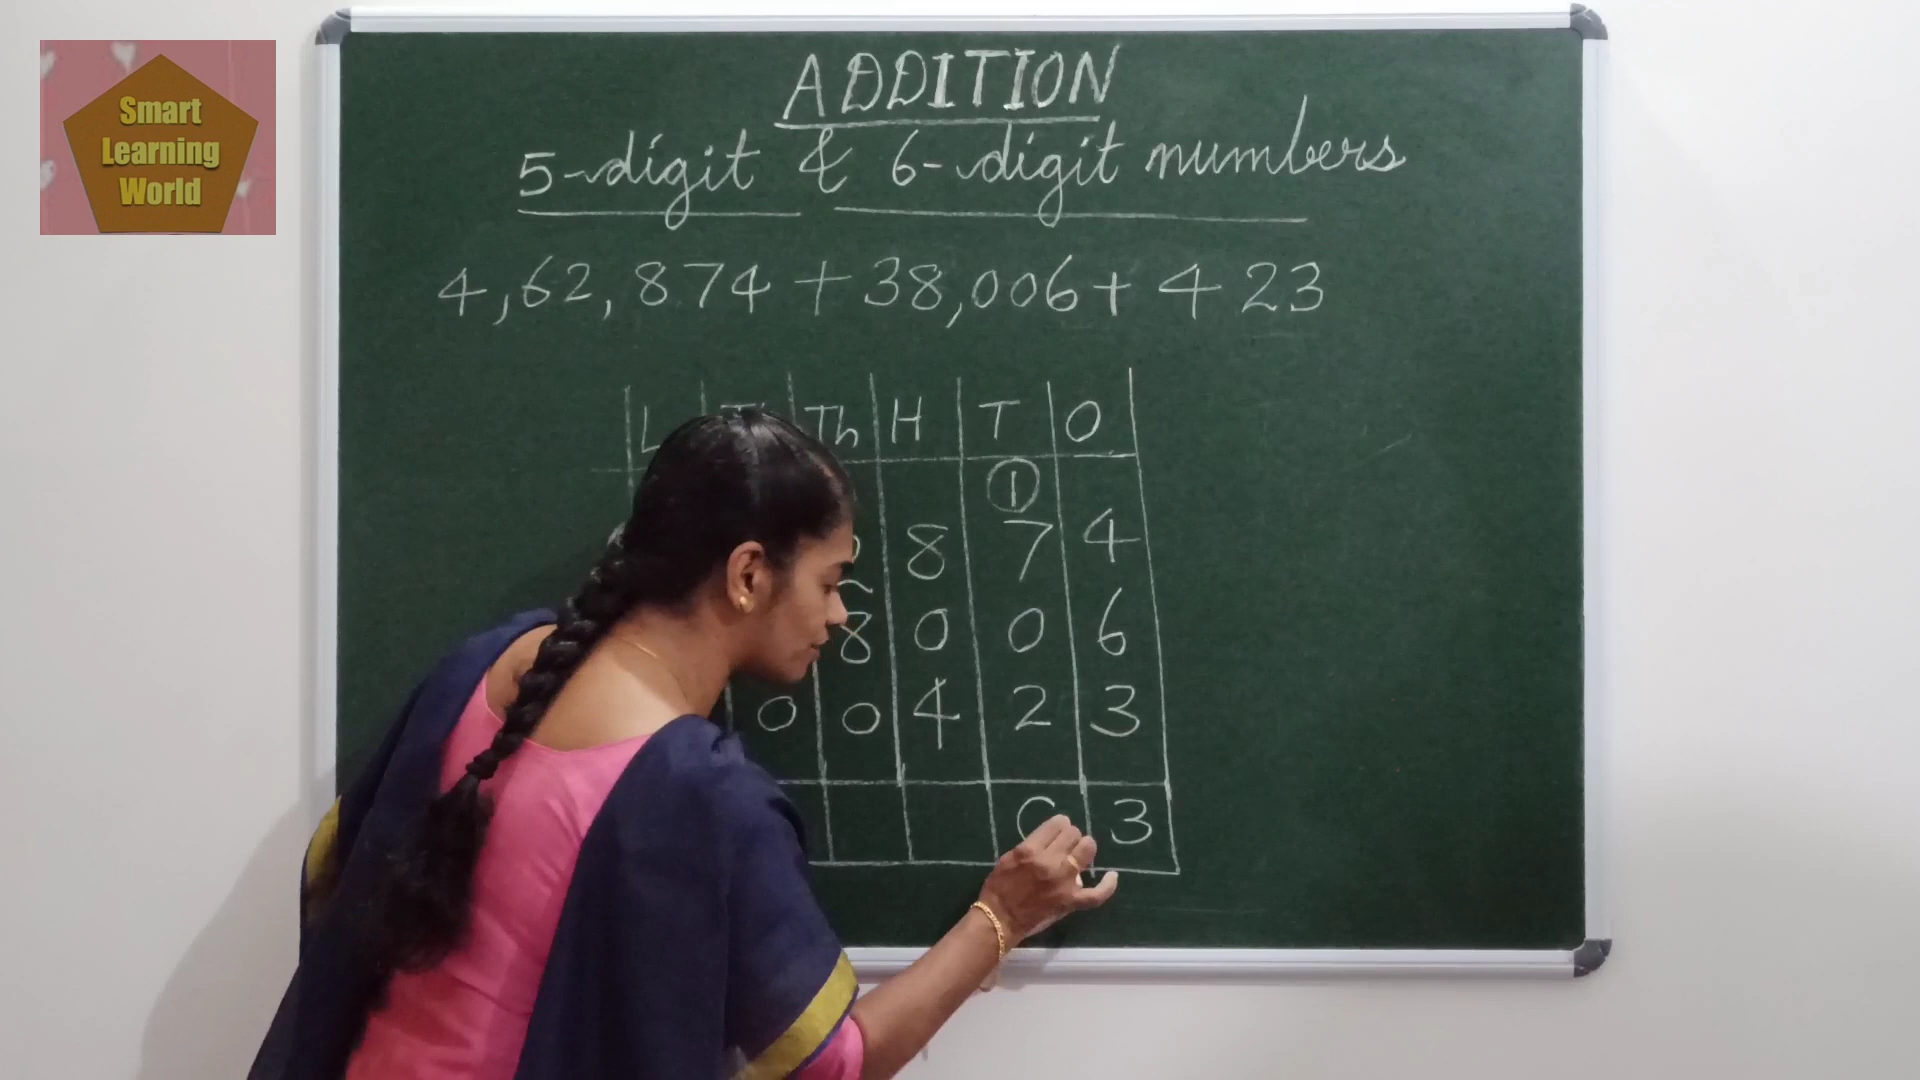 Smart
Learning
World
ADDITION
5-digit & 6-digit numbers
4,62,874 + 38,006 + 423
L Th H T O
1
8 7 4
8 0 0 6
0 0 4 2 3
3